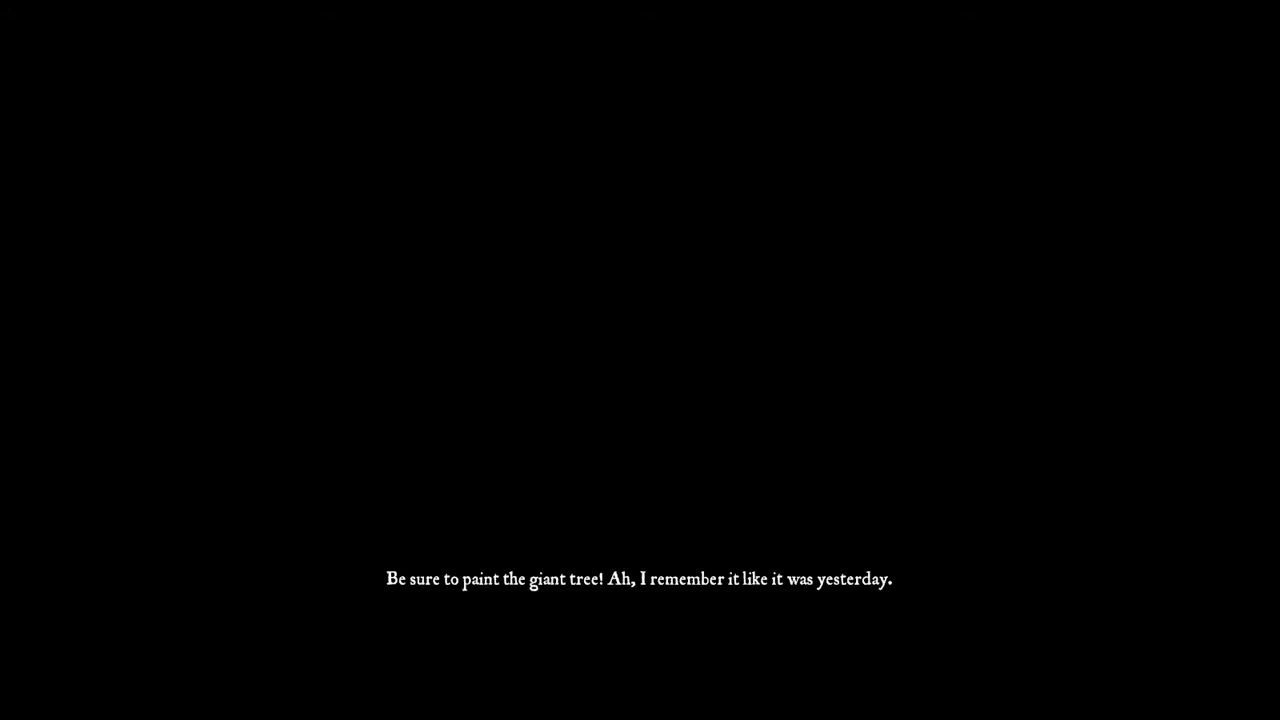 Be sure to paint the giant tree! Ah, I remember it like it was yesterday.